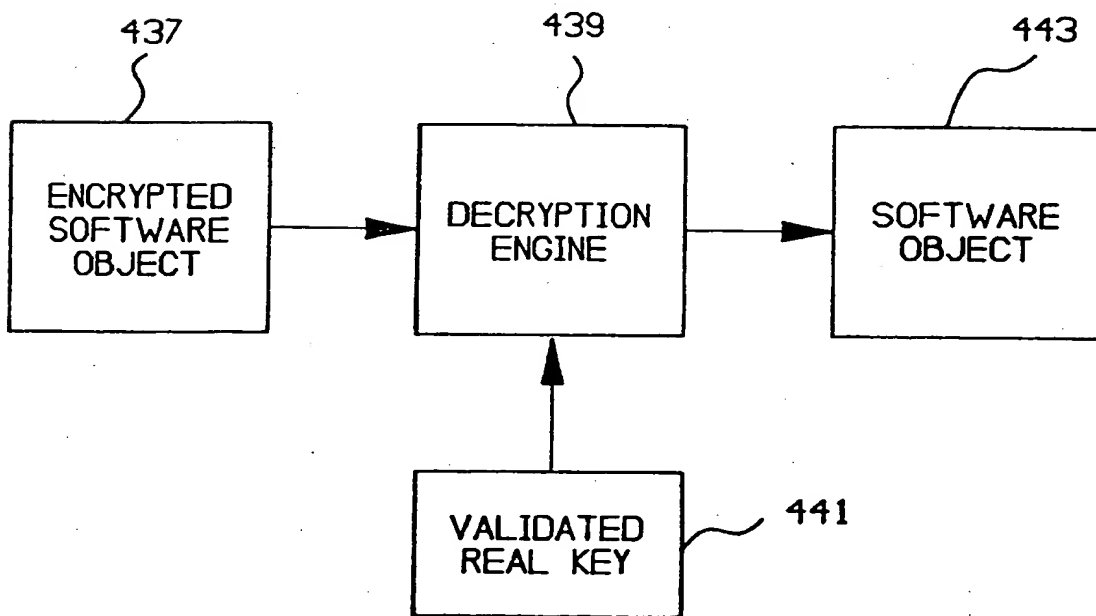 437
439
443
ENCRYPTED
SOFTWARE
OBJECT
DECRYPTION
ENGINE
SOFTWARE
OBJECT
VALIDATED
REAL KEY
441